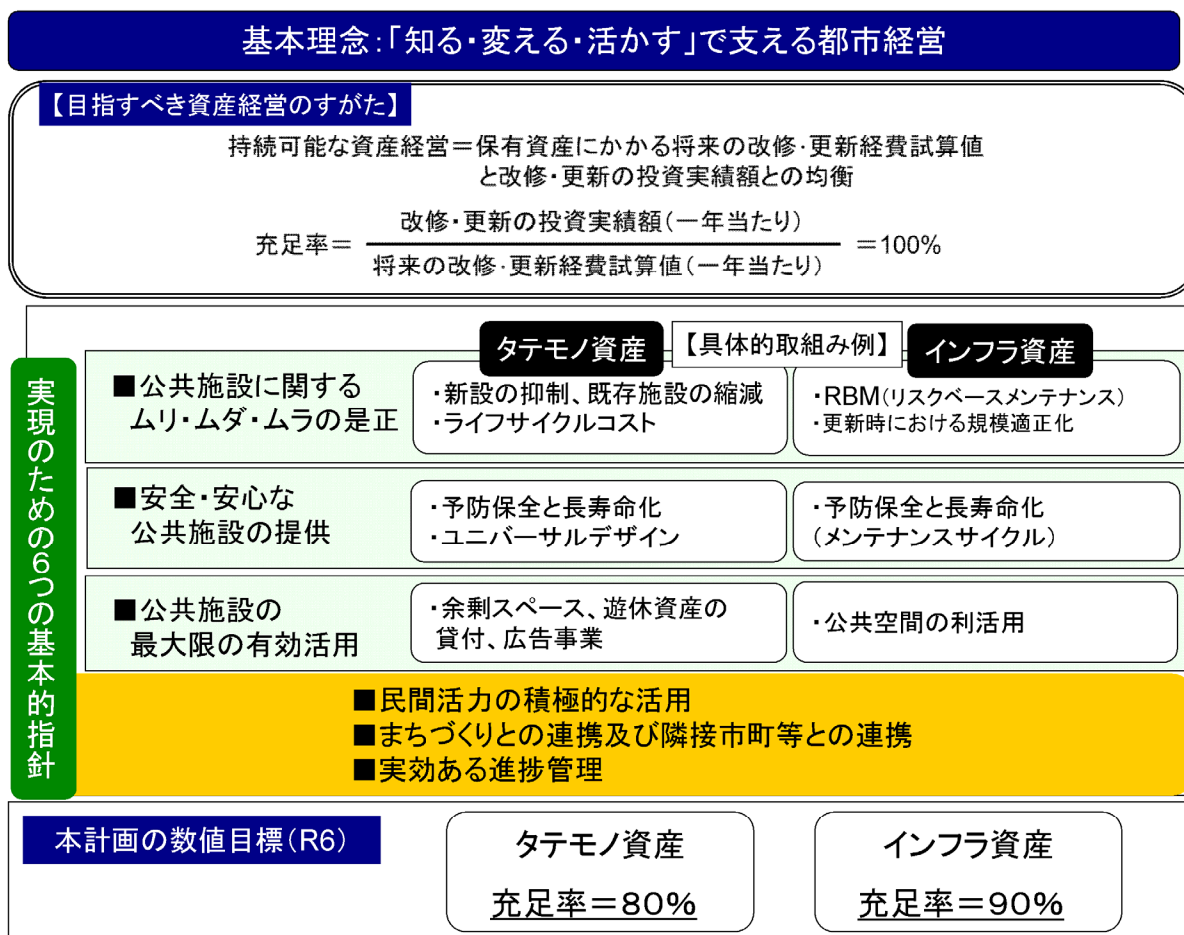 基本理念:「知る・変える・活かす」で支える都市経営
【目指すべき資産経営のすがた】
持続可能な資産経営=保有資産にかかる将来の改修・更新経費試算値
と改修・更新の投資実績額との均衡
充足率=
改修・更新の投資実績額(一年当たり)
将来の改修・更新経費試算値(一年当たり)
=100%
実現のための6つの基本的指針
タテモノ資産
【具体的取組み例】
インフラ資産
■公共施設に関する
ムリ・ムダ・ムラの是正
・新設の抑制、既存施設の縮減
・ライフサイクルコスト
・RBM(リスクベースメンテナンス)
・更新時における規模適正化
■安全・安心な
公共施設の提供
・予防保全と長寿命化
・ユニバーサルデザイン
・予防保全と長寿命化
(メンテナンスサイクル)
■公共施設の
最大限の有効活用
・余剰スペース、遊休資産の
貸付、広告事業
・公共空間の利活用
■民間活力の積極的な活用
■まちづくりとの連携及び隣接市町等との連携
■実効ある進捗管理
本計画の数値目標(R6)
タテモノ資産
充足率=80%
インフラ資産
充足率=90%